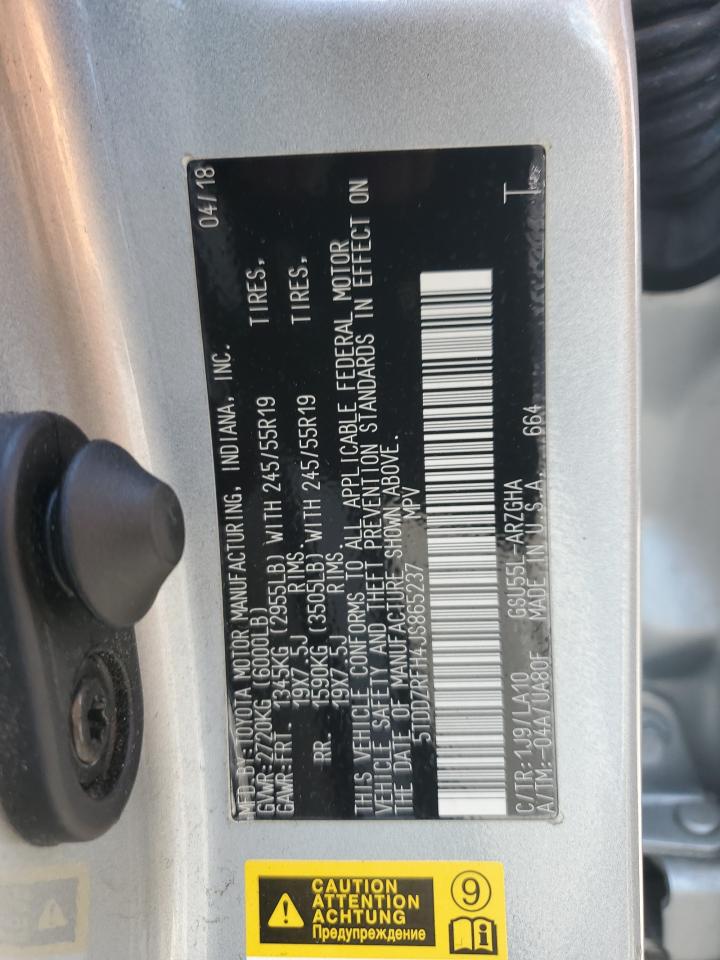 MFD.BY:TOYOTA MOTOR MANUFACTURING, INDIANA, INC. 04/18
GVWR:2720KG (6000LB)
GAWR:FRT. 1345KG (2955LB) WITH 245/55R19 TIRES,
19X7.5J RIMS.
RR. 1590KG (3505LB) WITH 245/55R19 TIRES,
19X7.5J RIMS.
THIS VEHICLE CONFORMS TO ALL APPLICABLE FEDERAL MOTOR
VEHICLE SAFETY AND THEFT PREVENTION STANDARDS IN EFFECT ON
THE DATE OF MANUFACTURE SHOWN ABOVE.
5TDDZRFH4JS865237 MPV
C/TR:1J9/LA10 GSU55L-ARZGHA T
A/TM:-04A/UA80F MADE IN U.S.A. 664
CAUTION
ATTENTION
ACHTUNG
Предупреждение
9
i